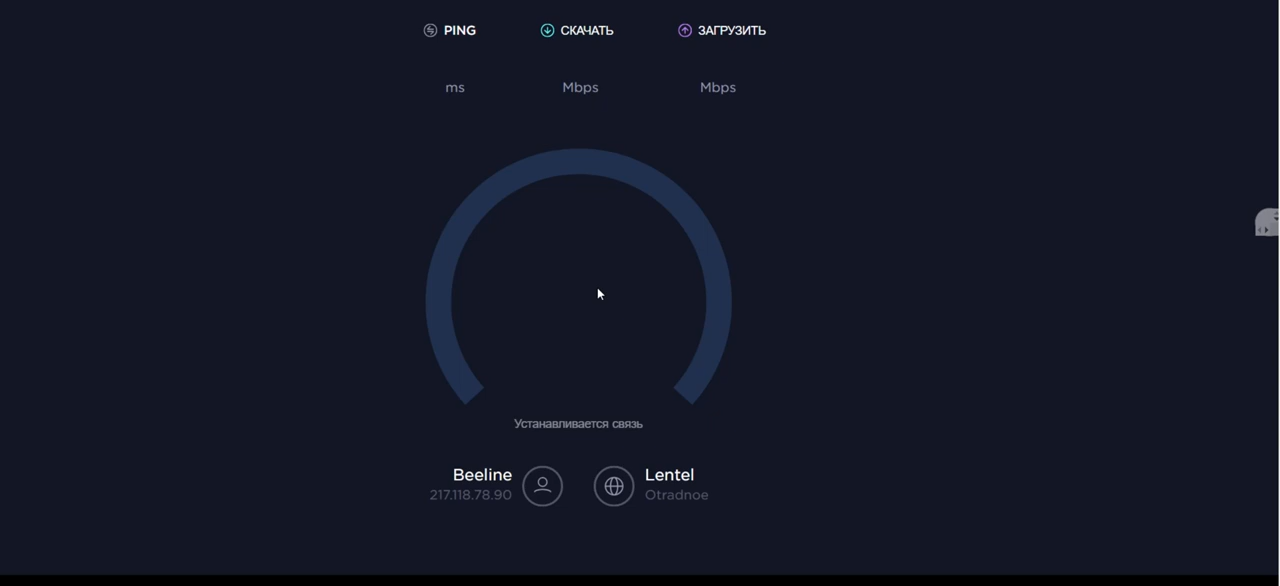 PING СКАЧАТЬ ЗАГРУЗИТЬ
ms Mbps Mbps
Устанавливается связь
Beeline Lentel
217.118.78.90 Otradnoe